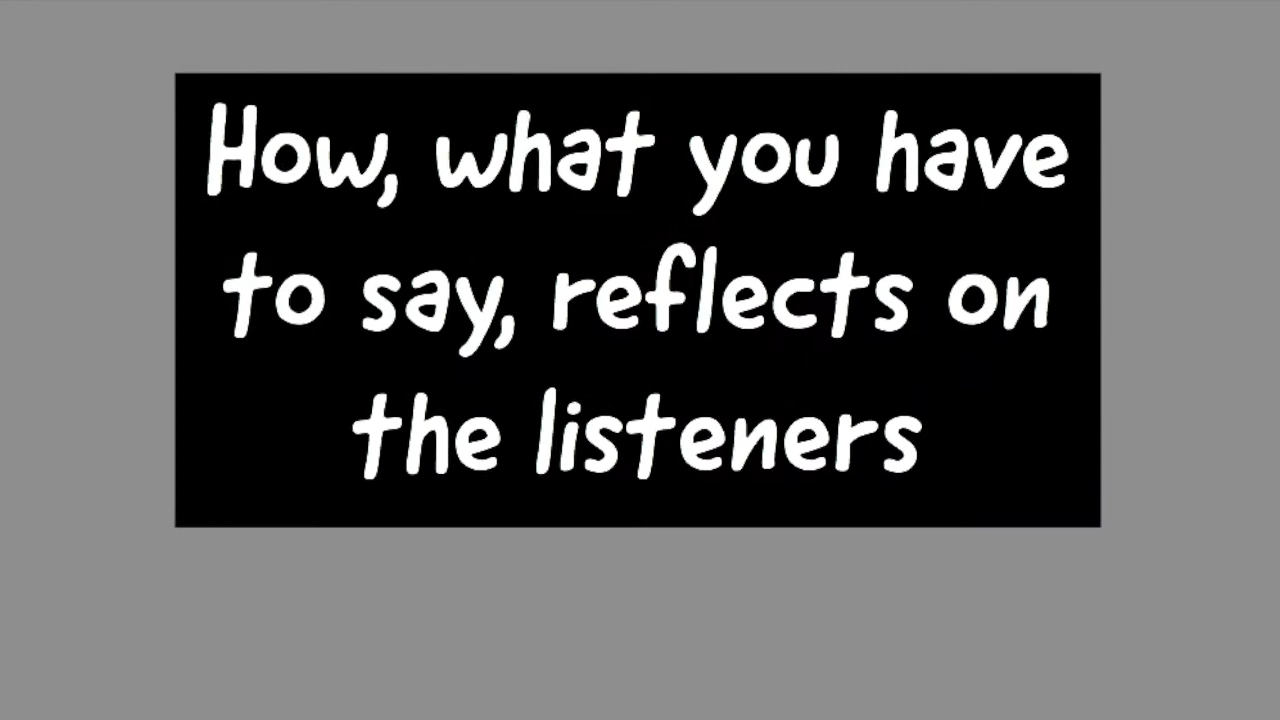 How, what you have
to say, reflects on
the listeners